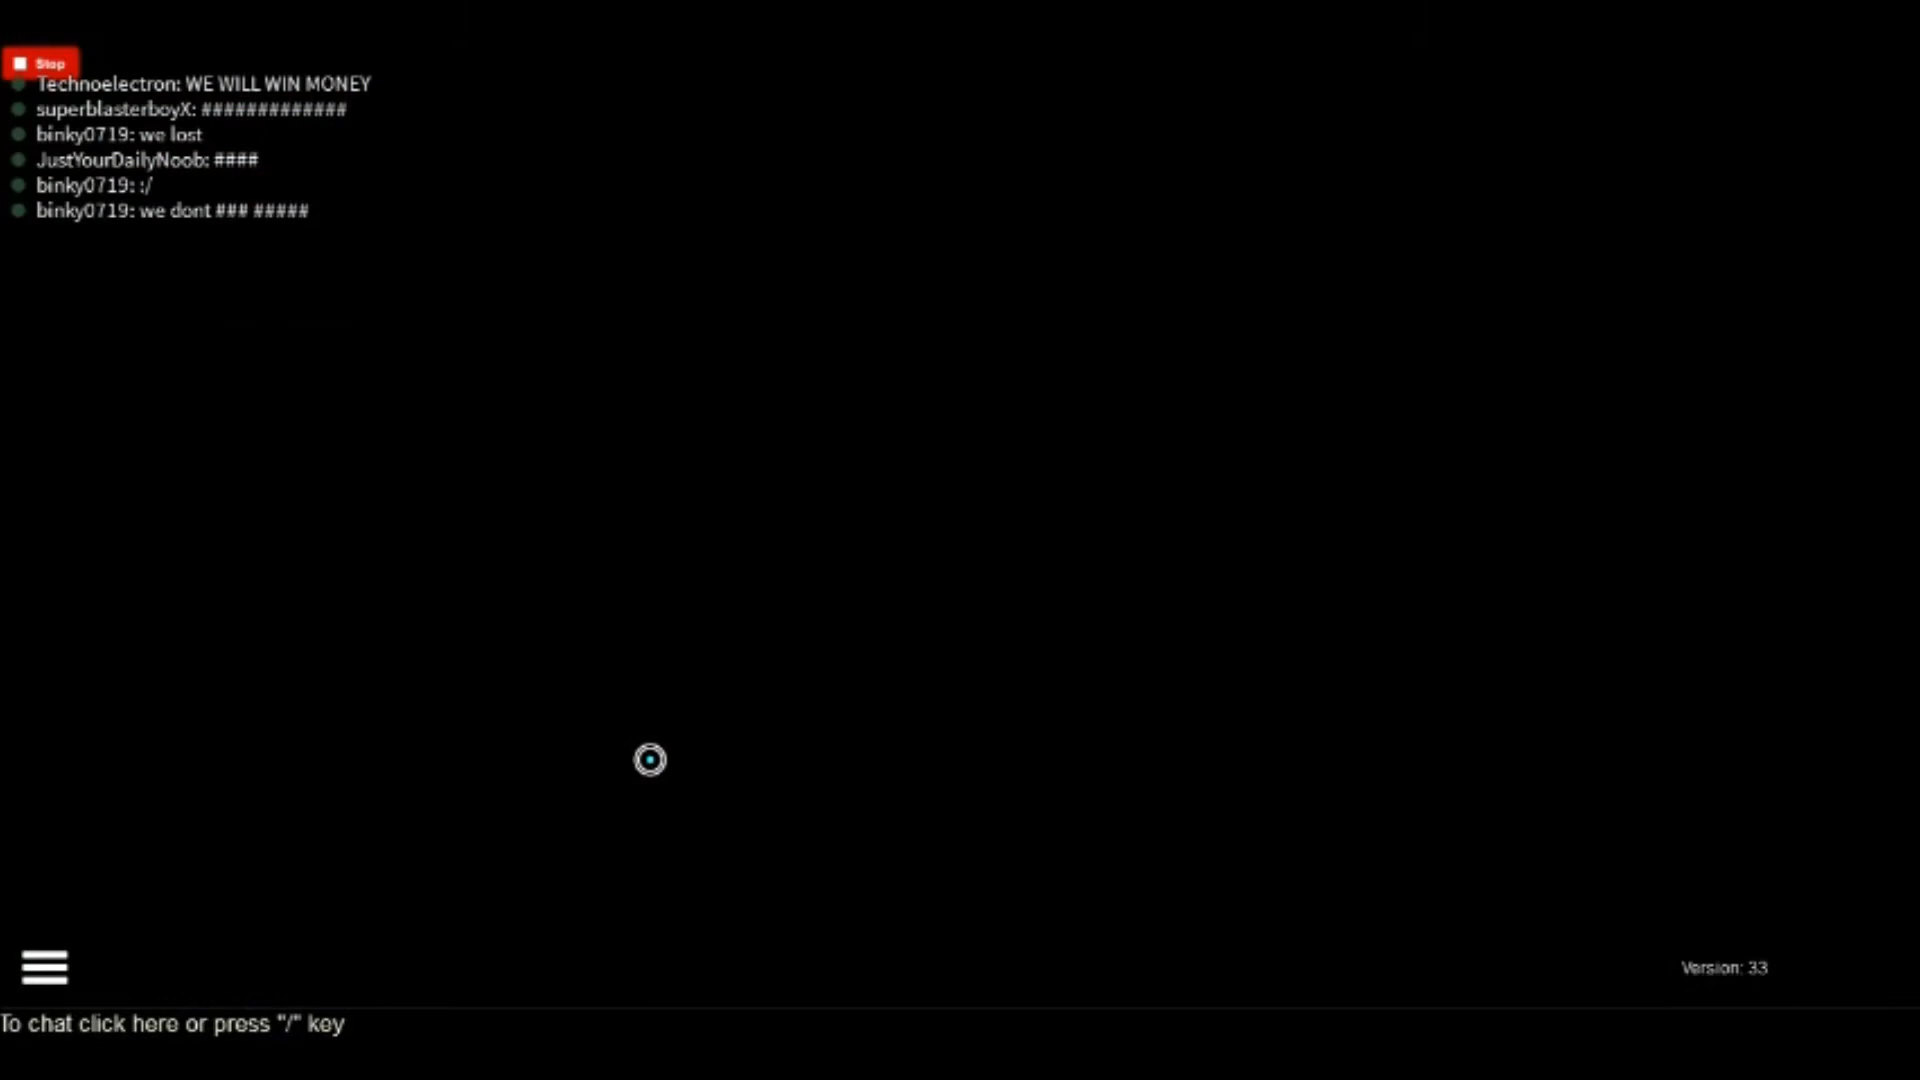 Stop
Technoelectron: WE WILL WIN MONEY
superblasterboyX: #############
binky0719: we lost
JustYourDailyNoob: ####
binky0719: :/
binky0719: we dont ### #####
Version: 33
To chat click here or press "/" key